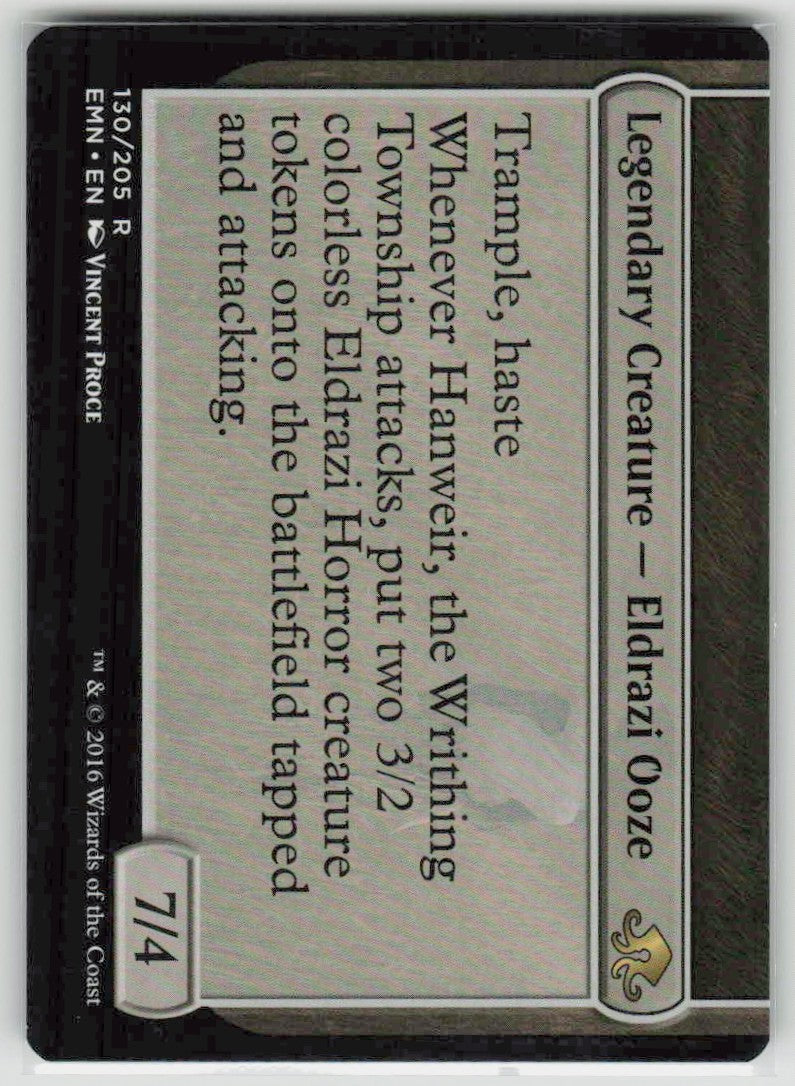 Legendary Creature — Eldrazi Ooze
Trample, haste
Whenever Hanweir, the Writhing
Township attacks, put two 3/2
colorless Eldrazi Horror creature
tokens onto the battlefield tapped
and attacking.
7/4
130/205 R
EMN • EN VINCENT PROCE
™ & © 2016 Wizards of the Coast